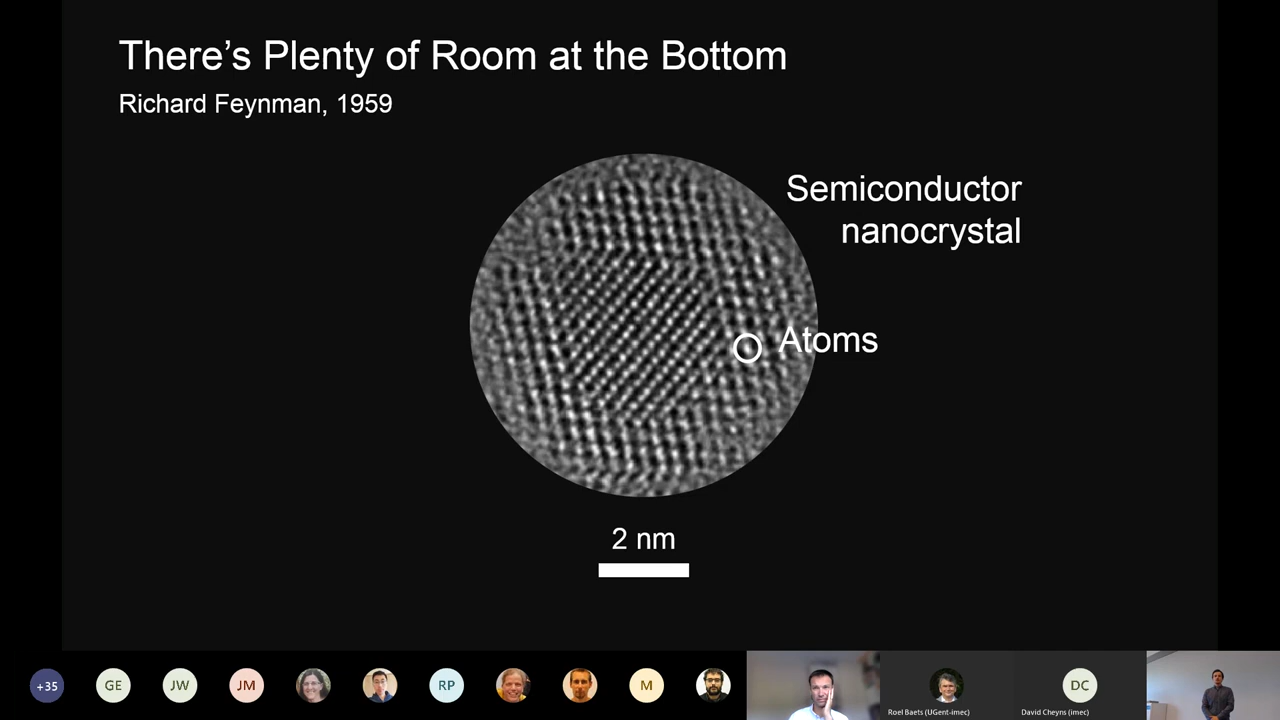 There’s Plenty of Room at the Bottom
Richard Feynman, 1959
Semiconductor
nanocrystal
Atoms
2 nm
+35
GE
JW
JM
RP
M
DC
Roel Baets (UGent-imec)
David Cheyns (imec)